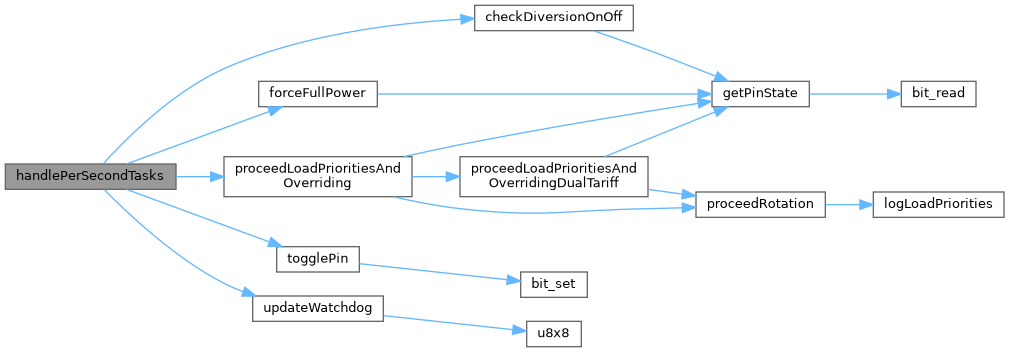 checkDiversionOnOff
forceFullPower
getPinState
bit_read
handlePerSecondTasks
proceedLoadPrioritiesAnd
Overriding
proceedLoadPrioritiesAnd
OverridingDualTariff
proceedRotation
logLoadPriorities
togglePin
bit_set
updateWatchdog
u8x8